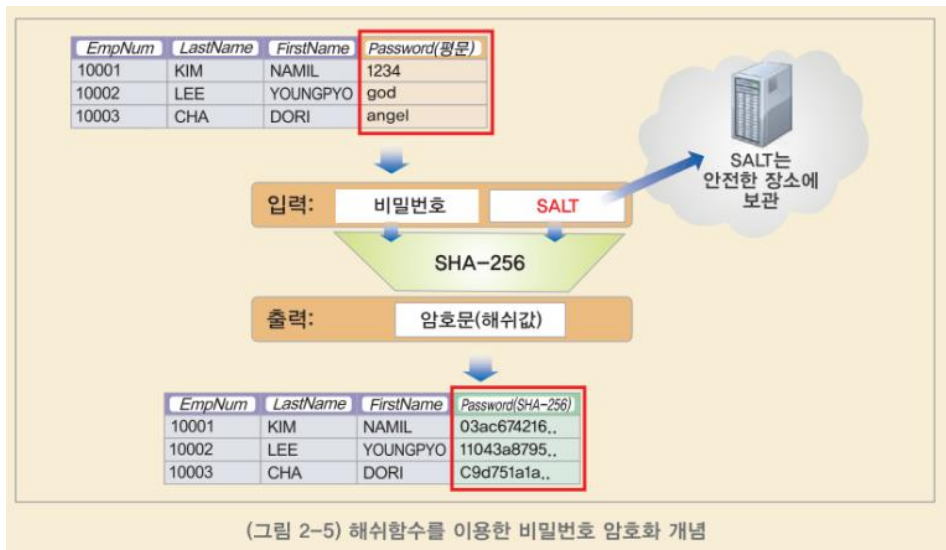 EmpNum LastName FirstName Password(평문)
10001 KIM NAMIL 1234
10002 LEE YOUNGPYO god
10003 CHA DORI angel
SALT는
안전한 장소에
보관
입력: 비밀번호 SALT
SHA-256
출력: 암호문(해쉬값)
EmpNum LastName FirstName Password(SHA-256)
10001 KIM NAMIL 03ac674216..
10002 LEE YOUNGPYO 11043a8795..
10003 CHA DORI C9d751a1a..
(그림 2-5) 해쉬함수를 이용한 비밀번호 암호화 개념